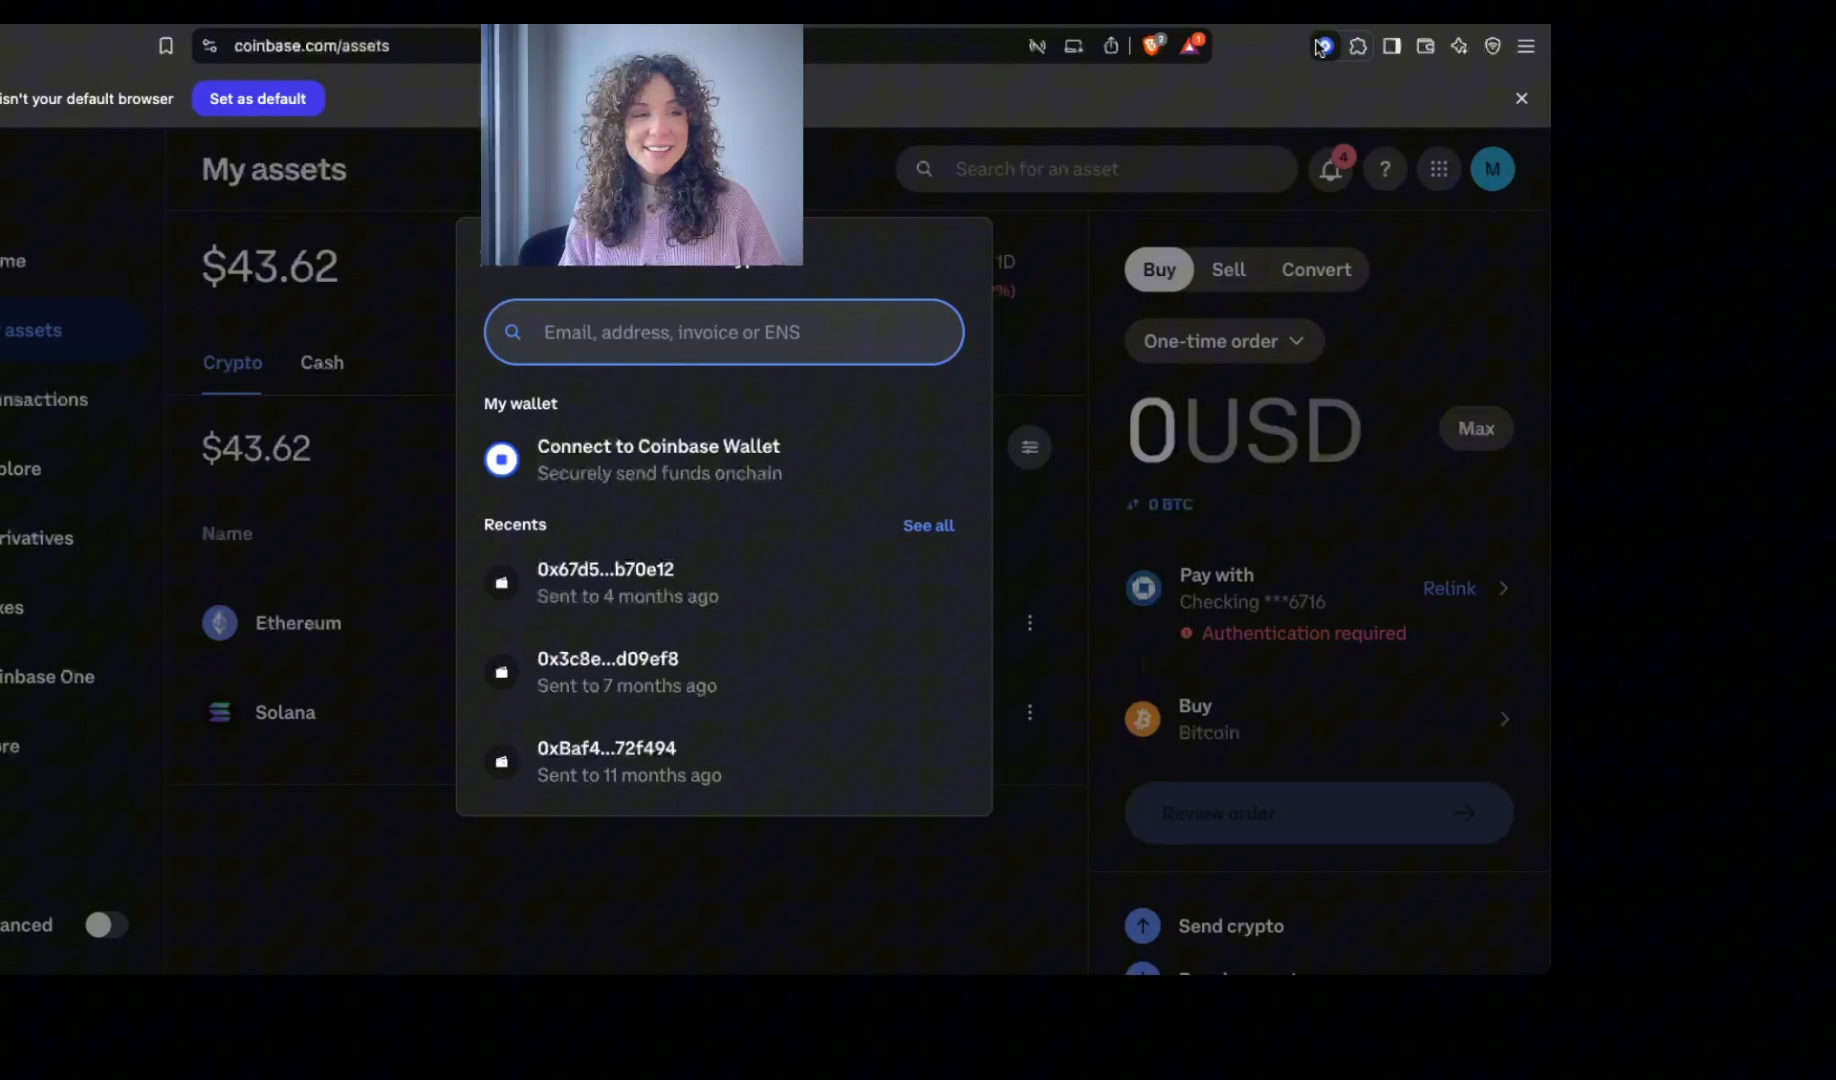 coinbase.com/assets
2
1
isn't your default browser
Set as default
My assets
Search for an asset
4
?
M
me
assets
nsactions
plore
rivatives
xes
inbase One
re
anced
$43.62
Crypto
Cash
$43.62
Name
Ethereum
Solana
1D
%)
Email, address, invoice or ENS
My wallet
Connect to Coinbase Wallet
Securely send funds onchain
Recents
See all
0x67d5...b70e12
Sent to 4 months ago
0x3c8e...d09ef8
Sent to 7 months ago
0xBaf4...72f494
Sent to 11 months ago
Buy
Sell
Convert
One-time order
0USD
Max
0 BTC
Pay with
Checking ***6716
Relink
Authentication required
Buy
Bitcoin
Review order
Send crypto